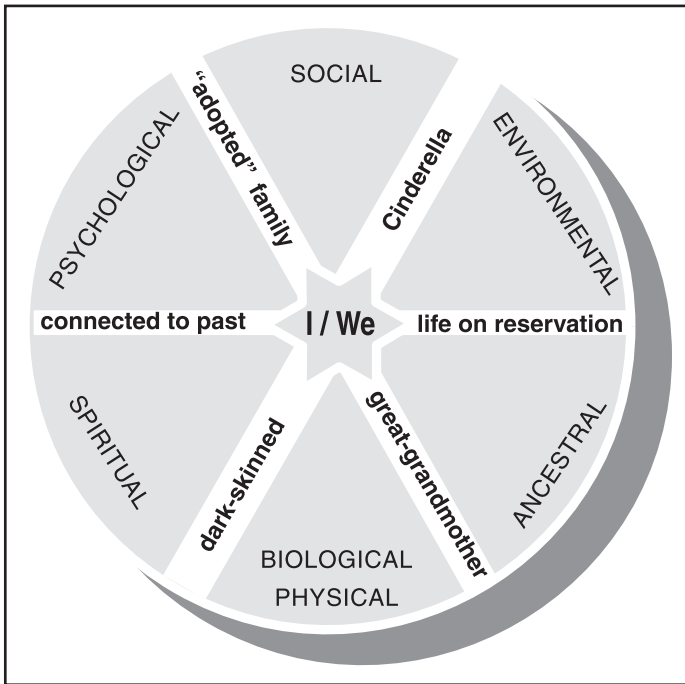 SOCIAL
“adopted” family
Cinderella
PSYCHOLOGICAL
ENVIRONMENTAL
connected to past
I / We
life on reservation
SPIRITUAL
dark-skinned
great-grandmother
ANCESTRAL
BIOLOGICAL
PHYSICAL